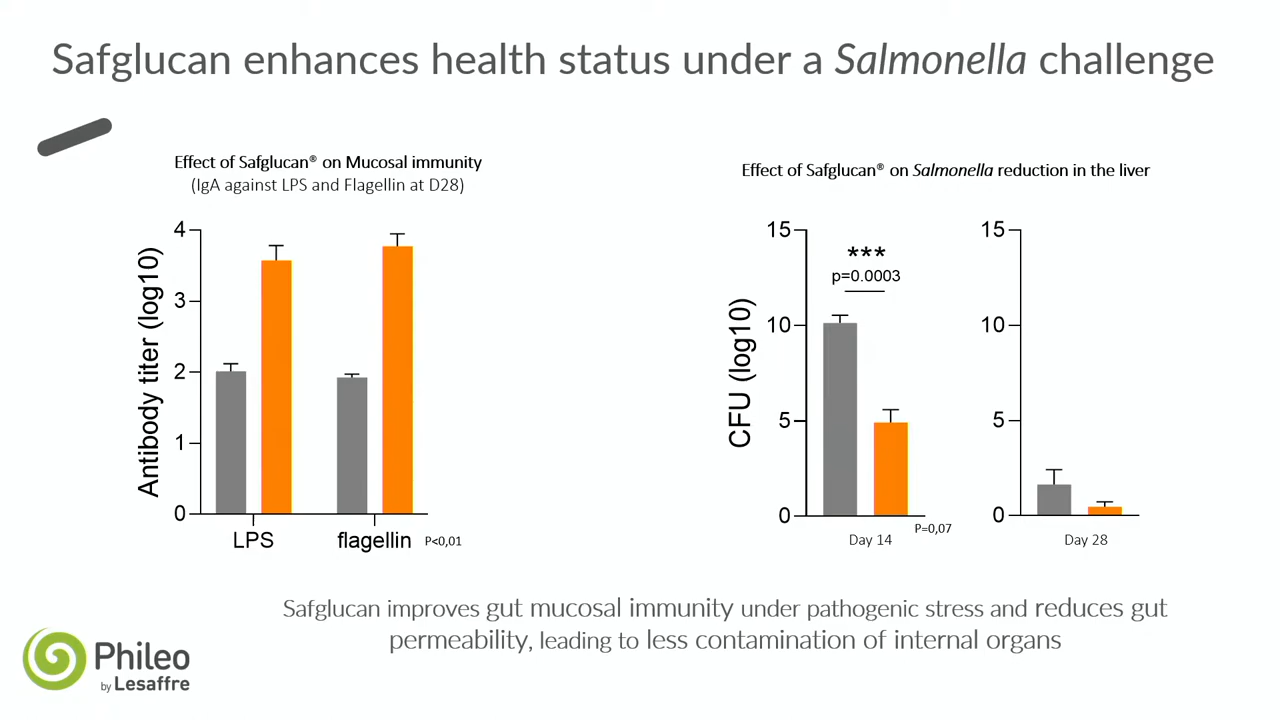 Safglucan enhances health status under a Salmonella challenge
Effect of Safglucan® on Mucosal immunity
(IgA against LPS and Flagellin at D28)
Antibody titer (log10)
4
3
2
1
0
LPS
flagellin
P<0,01
Effect of Safglucan® on Salmonella reduction in the liver
CFU (log10)
15
10
5
0
***
p=0.0003
Day 14
P=0,07
15
10
5
0
Day 28
Safglucan improves gut mucosal immunity under pathogenic stress and reduces gut
permeability, leading to less contamination of internal organs
Phileo
by Lesaffre